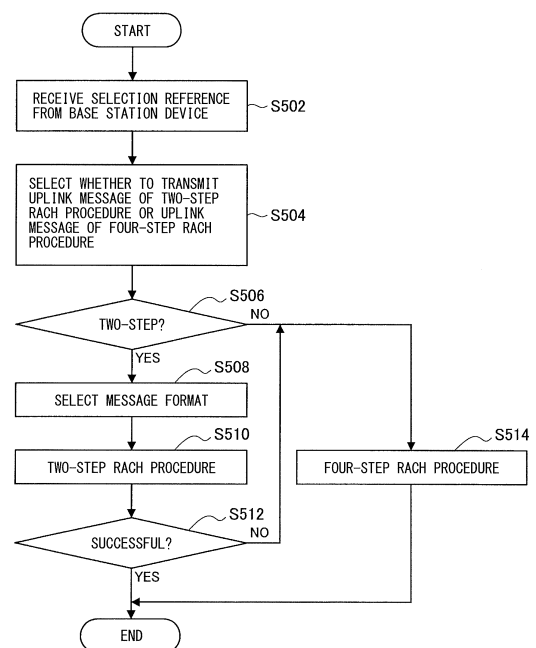 START
RECEIVE SELECTION REFERENCE
FROM BASE STATION DEVICE
S502
SELECT WHETHER TO TRANSMIT
UPLINK MESSAGE OF TWO-STEP
RACH PROCEDURE OR UPLINK
MESSAGE OF FOUR-STEP RACH
PROCEDURE
S504
S506
TWO-STEP?
NO
YES
S508
SELECT MESSAGE FORMAT
S510
TWO-STEP RACH PROCEDURE
S514
FOUR-STEP RACH PROCEDURE
S512
SUCCESSFUL?
NO
YES
END